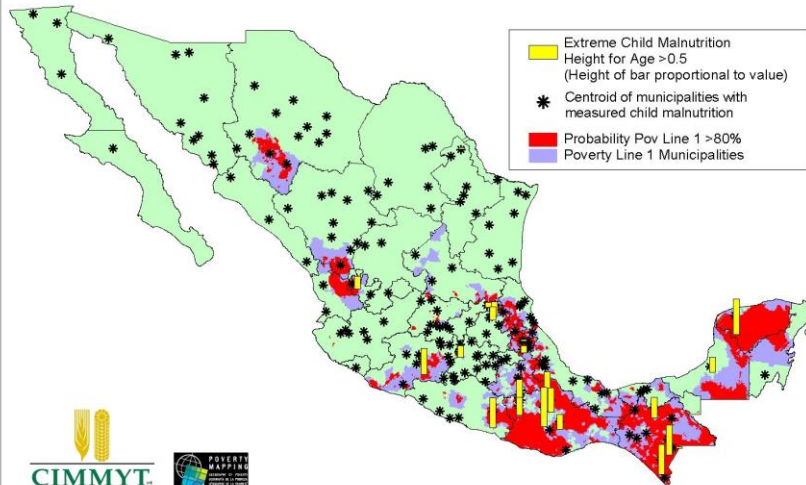 Extreme Child Malnutrition
Height for Age >0.5
(Height of bar proportional to value)
Centroid of municipalities with
measured child malnutrition
Probability Pov Line 1 >80%
Poverty Line 1 Municipalities
CIMMYT
POVERTY
MAPPING